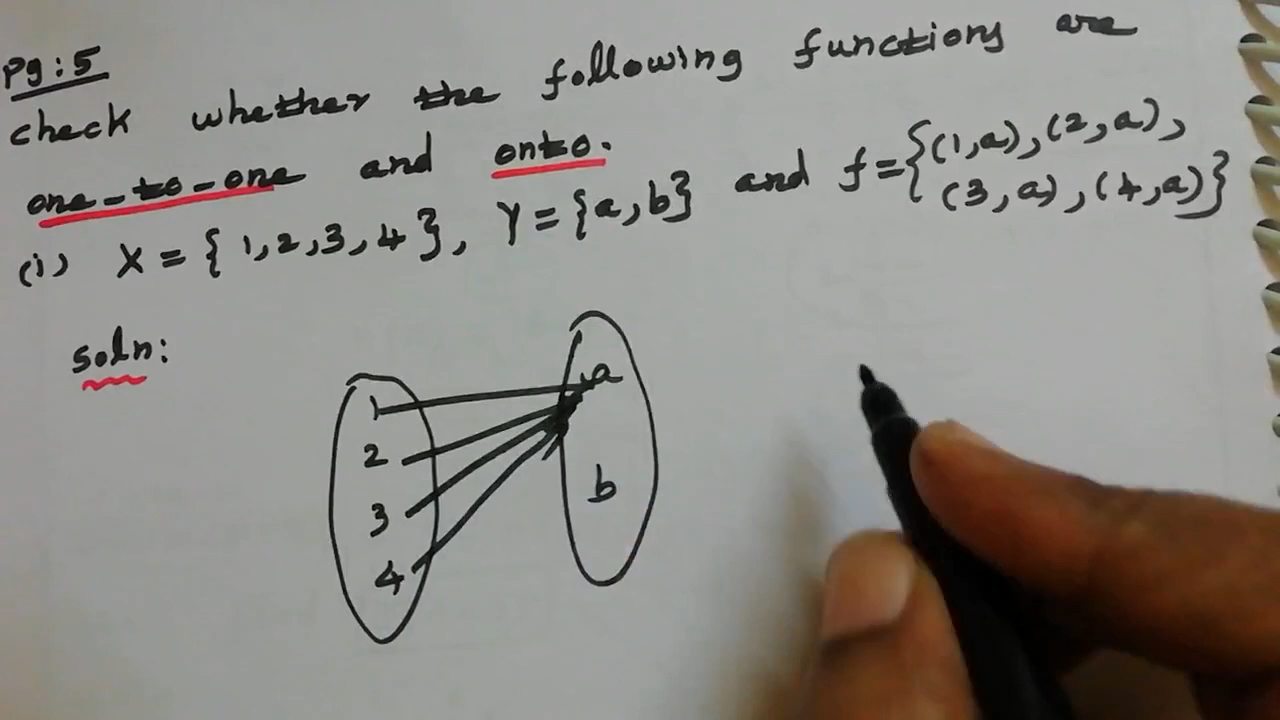 Pg:5
check whether the following functions are
one-to-one and onto.
(i) X = {1,2,3,4}, Y = {a,b} and f = {(1,a),(2,a),
(3,a),(4,a)}
soln:
1
2
3
4
a
b